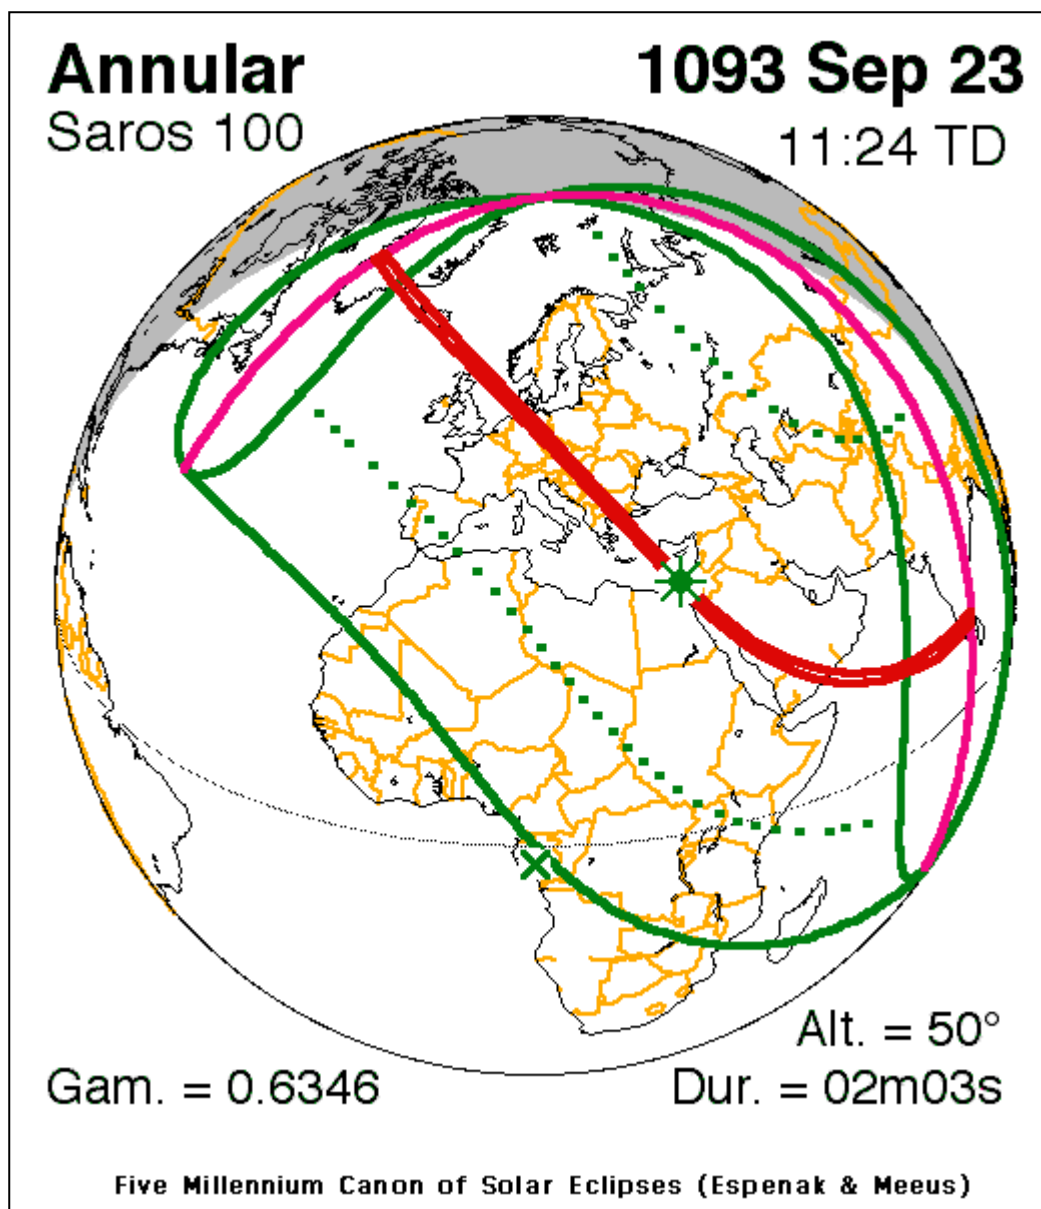 Annular
1093 Sep 23
Saros 100
11:24 TD
Alt. = 50°
Gam. = 0.6346
Dur. = 02m03s
Five Millennium Canon of Solar Eclipses (Espenak & Meeus)